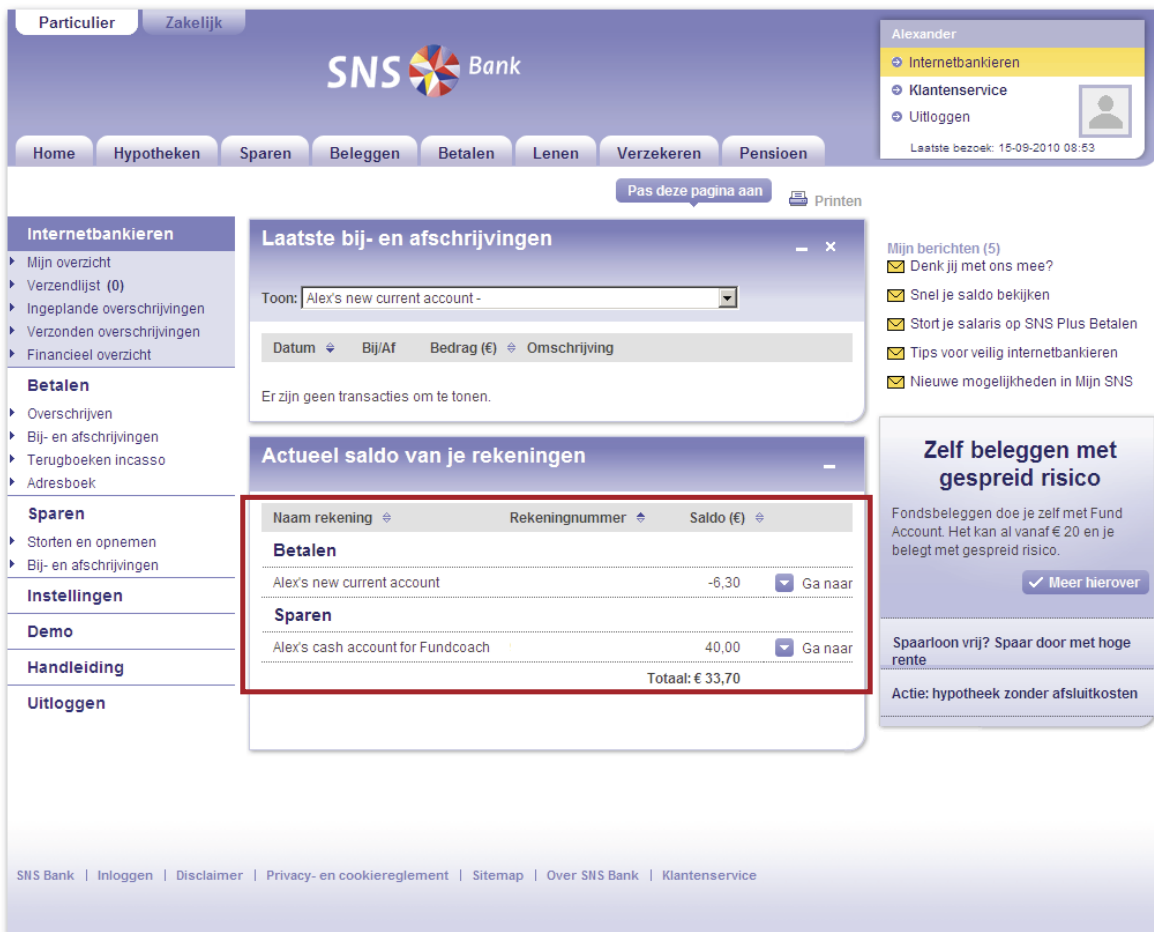 Particulier Zakelijk
SNS Bank
Alexander
Internetbankieren
Klantenservice
Uitloggen
Laatste bezoek: 15-09-2010 08:53
Home Hypotheken Sparen Beleggen Betalen Lenen Verzekeren Pensioen
Pas deze pagina aan Printen
Internetbankieren
Mijn overzicht
Verzendlijst (0)
Ingeplande overschrijvingen
Verzonden overschrijvingen
Financieel overzicht
Betalen
Overschrijven
Bij- en afschrijvingen
Terugboeken incasso
Adresboek
Sparen
Storten en opnemen
Bij- en afschrijvingen
Instellingen
Demo
Handleiding
Uitloggen
Laatste bij- en afschrijvingen
Toon: Alex's new current account -
Datum Bij/Af Bedrag (€) Omschrijving
Er zijn geen transacties om te tonen.
Actueel saldo van je rekeningen
Naam rekening Rekeningnummer Saldo (€)
Betalen
Alex's new current account -6,30 Ga naar
Sparen
Alex's cash account for Fundcoach 40,00 Ga naar
Totaal: € 33,70
Mijn berichten (5)
Denk jij met ons mee?
Snel je saldo bekijken
Stort je salaris op SNS Plus Betalen
Tips voor veilig internetbankieren
Nieuwe mogelijkheden in Mijn SNS
Zelf beleggen met
gespreid risico
Fondsbeleggen doe je zelf met Fund
Account. Het kan al vanaf € 20 en je
belegt met gespreid risico.
Meer hierover
Spaarloon vrij? Spaar door met hoge
rente
Actie: hypotheek zonder afsluitkosten
SNS Bank | Inloggen | Disclaimer | Privacy- en cookiereglement | Sitemap | Over SNS Bank | Klantenservice